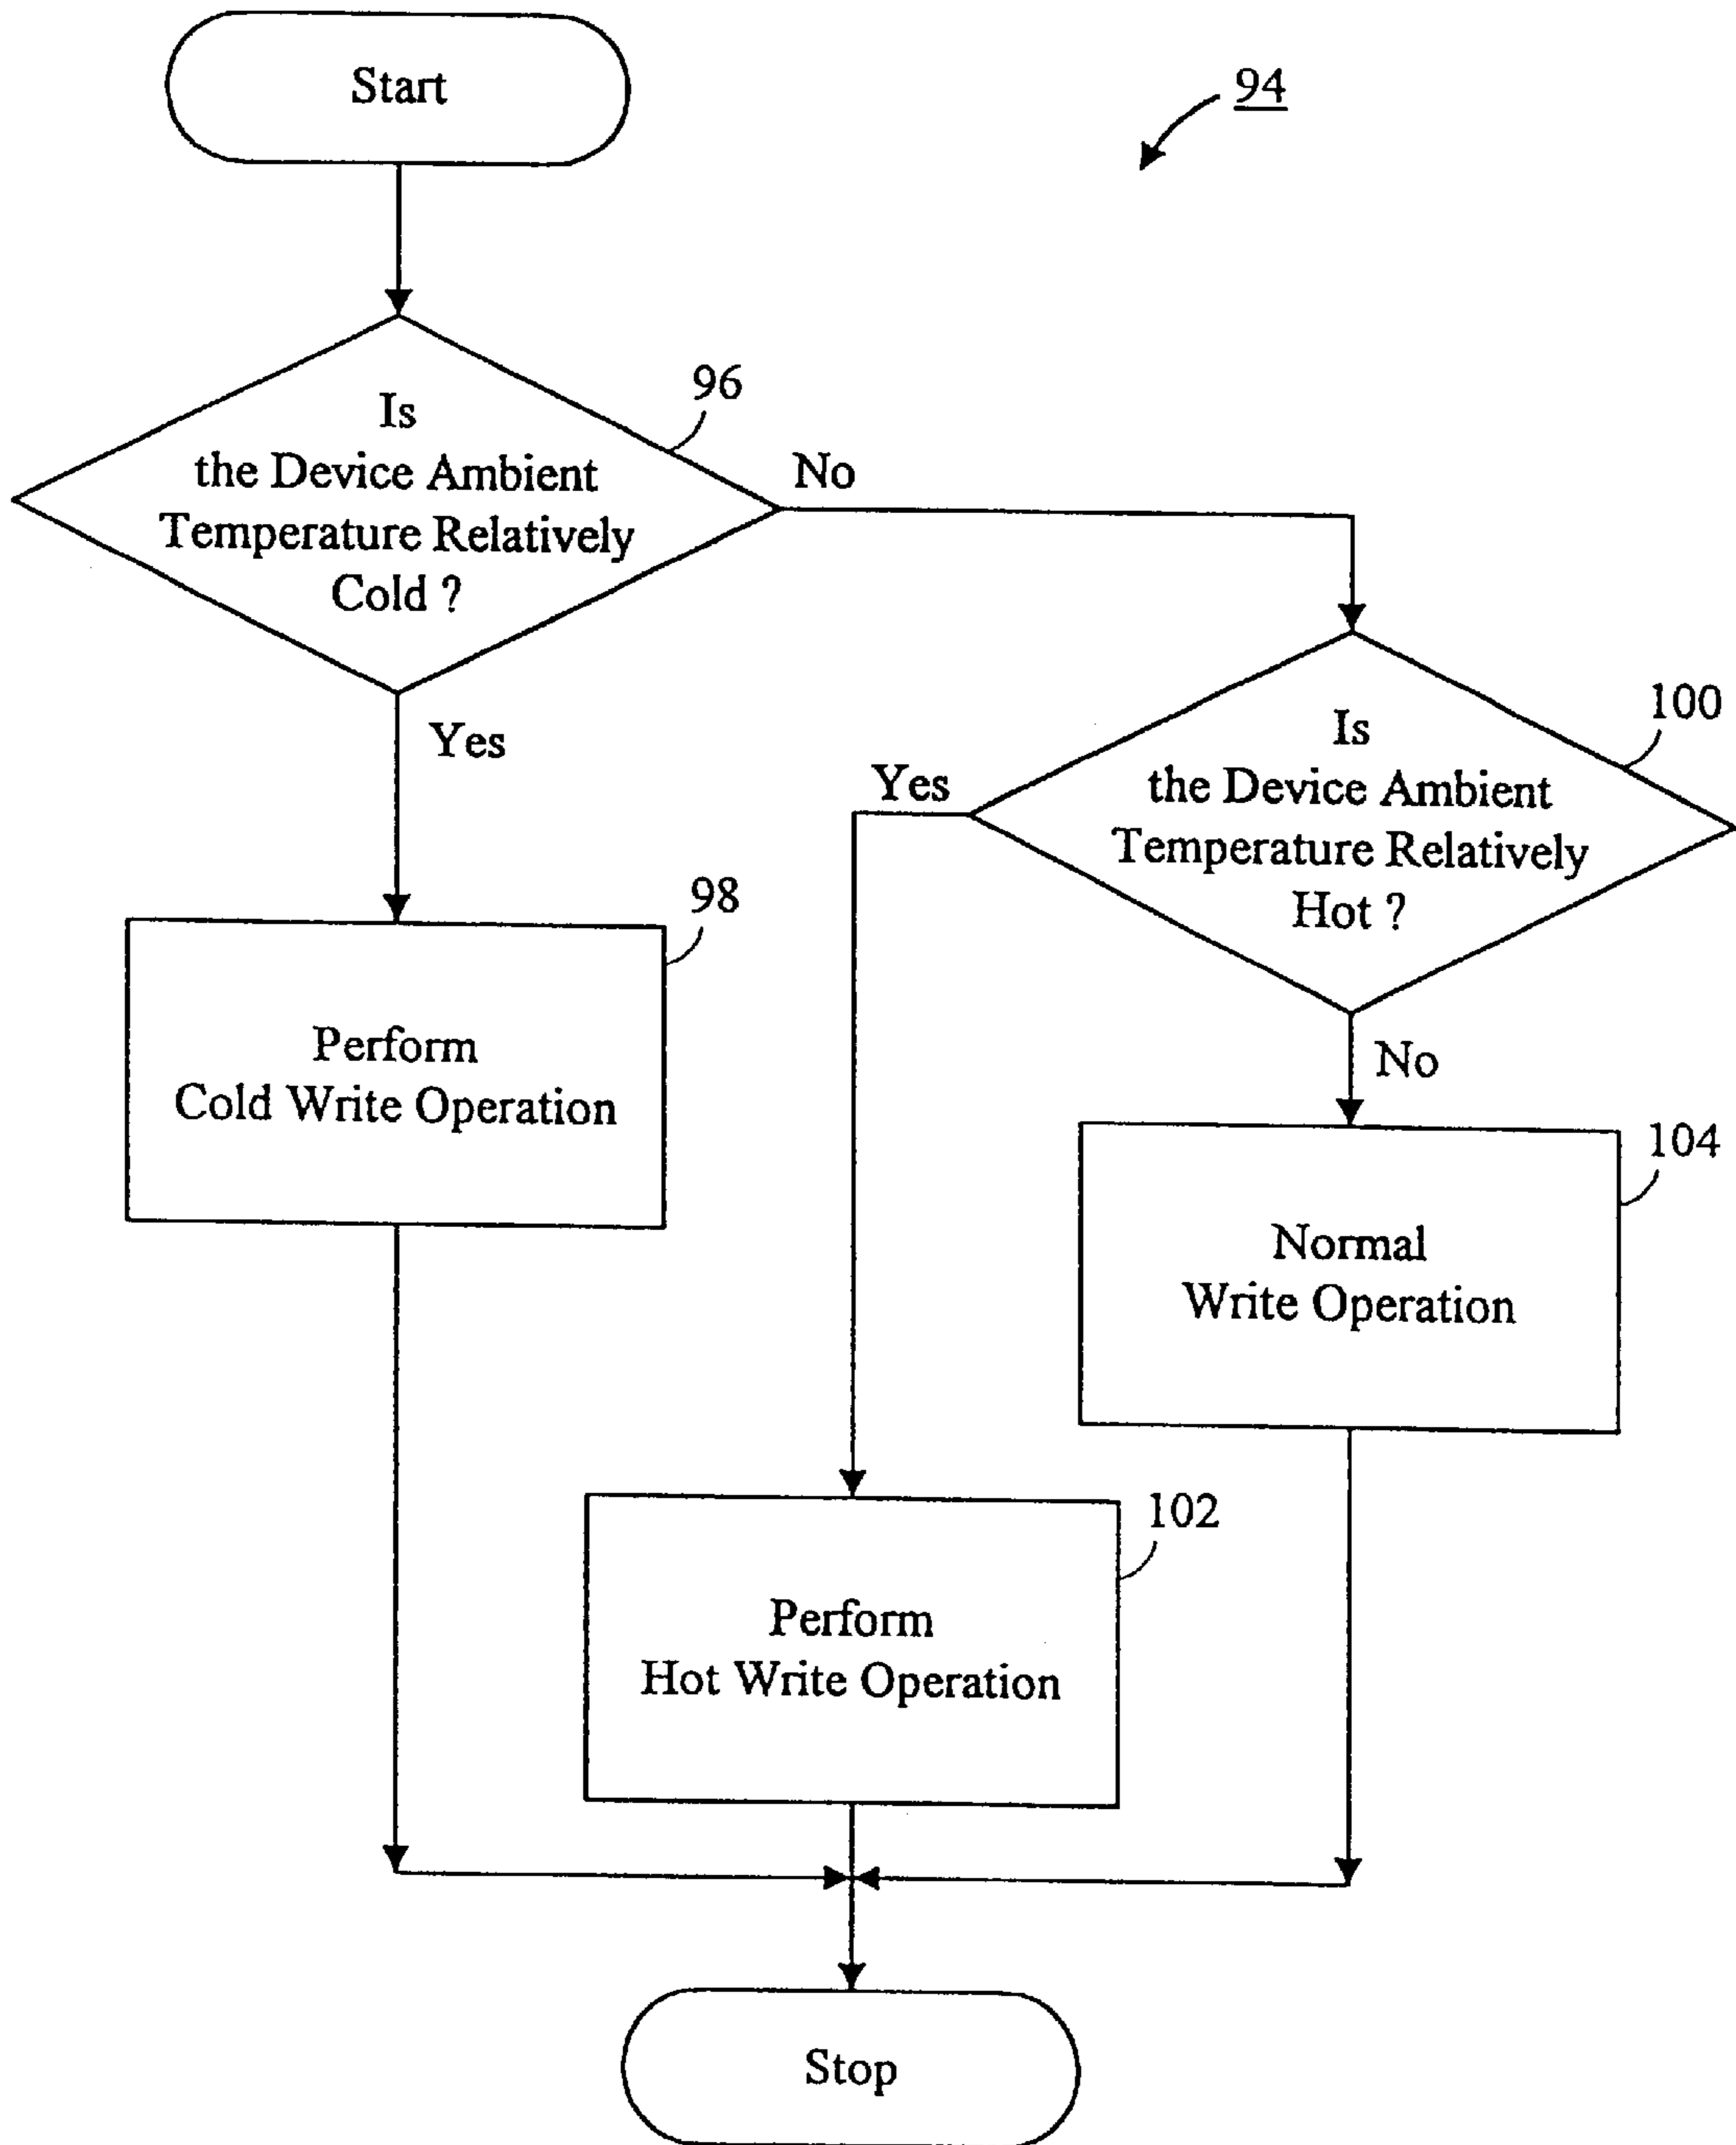 Start
94
Is
the Device Ambient
Temperature Relatively
Cold ?
96
No
Yes
Is
the Device Ambient
Temperature Relatively
Hot ?
100
Yes
No
98
Perform
Cold Write Operation
104
Normal
Write Operation
102
Perform
Hot Write Operation
Stop